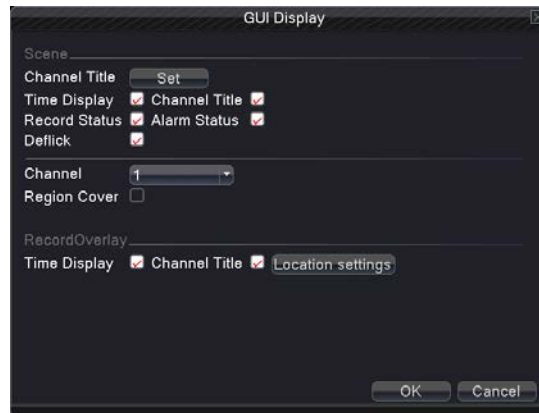 GUI Display
Scene
Channel Title Set
Time Display Channel Title
Record Status Alarm Status
Deflick
Channel 1
Region Cover
RecordOverlay
Time Display Channel Title Location settings
OK Cancel